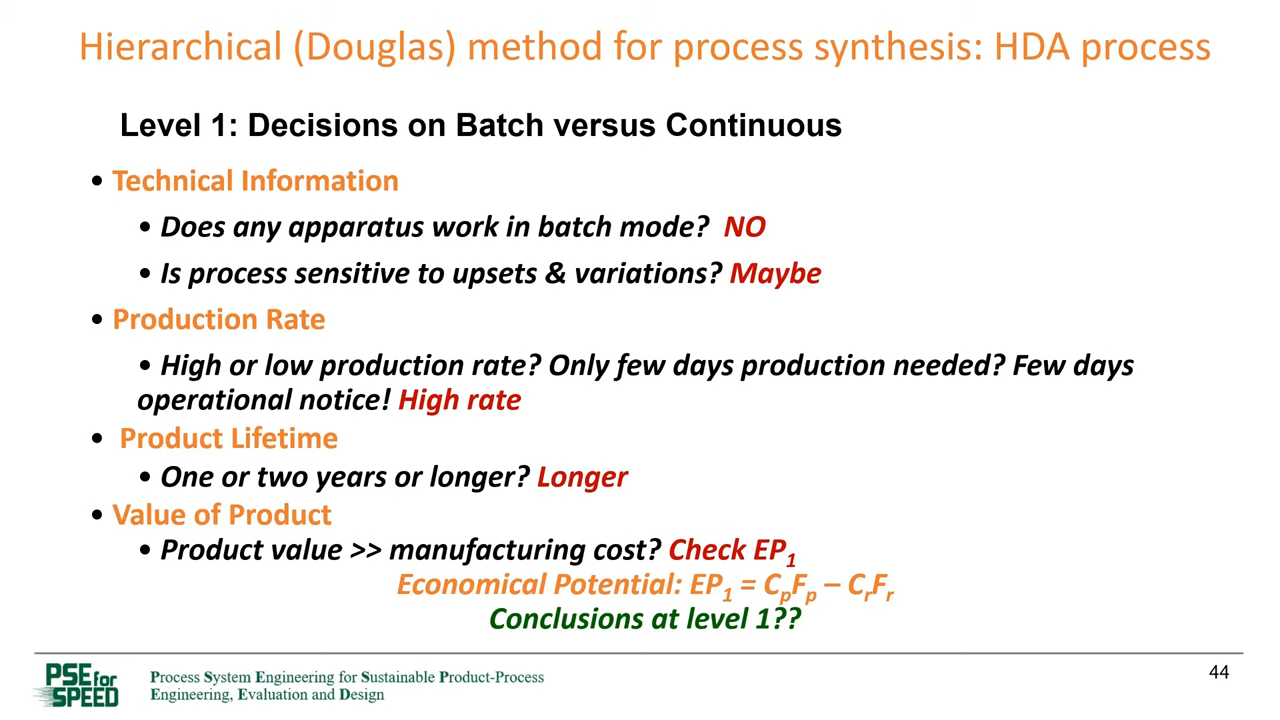 Hierarchical (Douglas) method for process synthesis: HDA process
Level 1: Decisions on Batch versus Continuous
• Technical Information
• Does any apparatus work in batch mode? NO
• Is process sensitive to upsets & variations? Maybe
• Production Rate
• High or low production rate? Only few days production needed? Few days
operational notice! High rate
• Product Lifetime
• One or two years or longer? Longer
• Value of Product
• Product value >> manufacturing cost? Check EP1
Economical Potential: EP1 = CpFp – CrFr
Conclusions at level 1??
PSE for
SPEED
Process System Engineering for Sustainable Product-Process
Engineering, Evaluation and Design
44